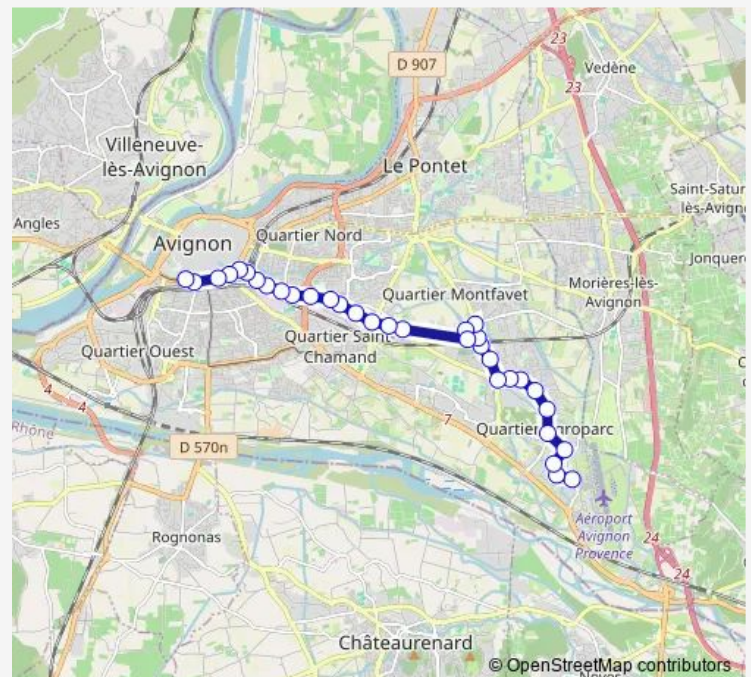 23
D 907
Vedène
23
Villeneuve-
lès-Avignon
Le Pontet
Saint-Satur
lès-Avign
Angles
Avignon
Quartier Nord
Jonquer
Quartier Montfavet
Morières-lès-
Avignon
Quartier Ouest
Quartier Saint-
Chamand
4
4
7
Rhône
D 570n
Quartier
roparc
Aéroport
Avignon
Provence
Rognonas
24
24
Châteaurenard
© OpenStreetMap contributors